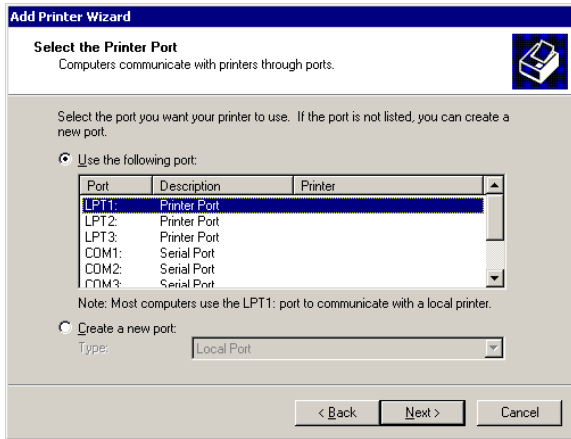 Add Printer Wizard
Select the Printer Port
Computers communicate with printers through ports.
Select the port you want your printer to use. If the port is not listed, you can create a
new port.
Use the following port:
Port Description Printer
LPT1: Printer Port
LPT2: Printer Port
LPT3: Printer Port
COM1: Serial Port
COM2: Serial Port
COM3: Serial Port
Note: Most computers use the LPT1: port to communicate with a local printer.
Create a new port:
Type: Local Port
< Back Next > Cancel